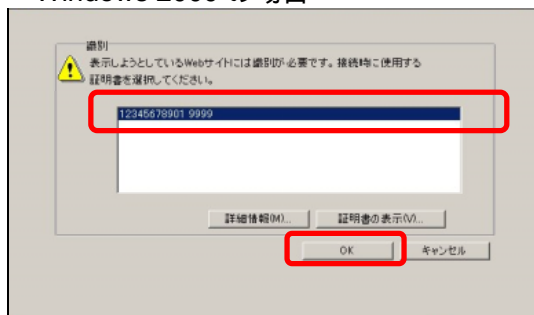 Windows 2000 の場合
識別
表示しようとしているWebサイトには識別が必要です。接続時に使用する
証明書を選択してください。
12345678901 9999
詳細情報(M)... 証明書の表示(V)...
OK キャンセル